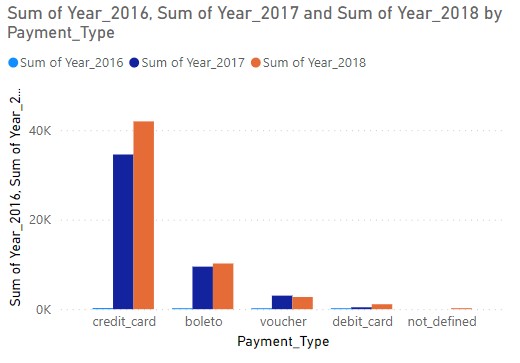 Sum of Year_2016, Sum of Year_2017 and Sum of Year_2018 by
Payment_Type
Sum of Year_2016 Sum of Year_2017 Sum of Year_2018
Sum of Year_2016, Sum of Year_2...
40K
20K
0K
credit_card boleto voucher debit_card not_defined
Payment_Type